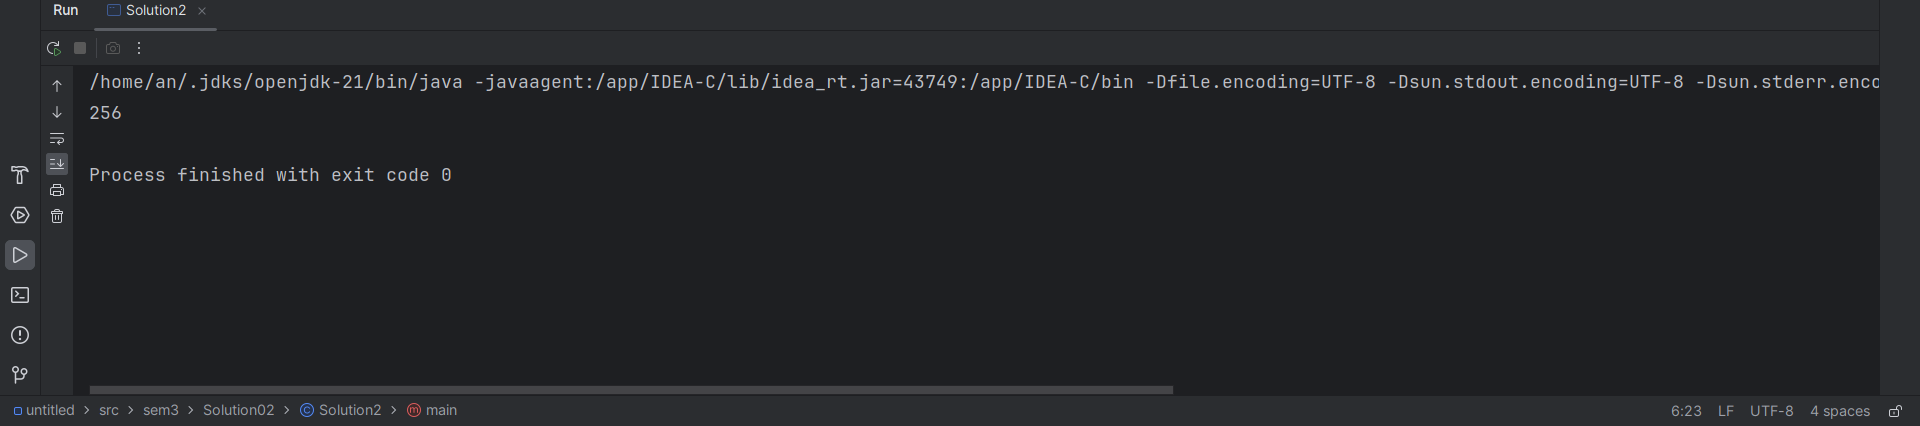 Run Solution2
/home/an/.jdks/openjdk-21/bin/java -javaagent:/app/IDEA-C/lib/idea_rt.jar=43749:/app/IDEA-C/bin -Dfile.encoding=UTF-8 -Dsun.stdout.encoding=UTF-8 -Dsun.stderr.enco
256
Process finished with exit code 0
untitled > src > sem3 > Solution02 > Solution2 > main 6:23 LF UTF-8 4 spaces